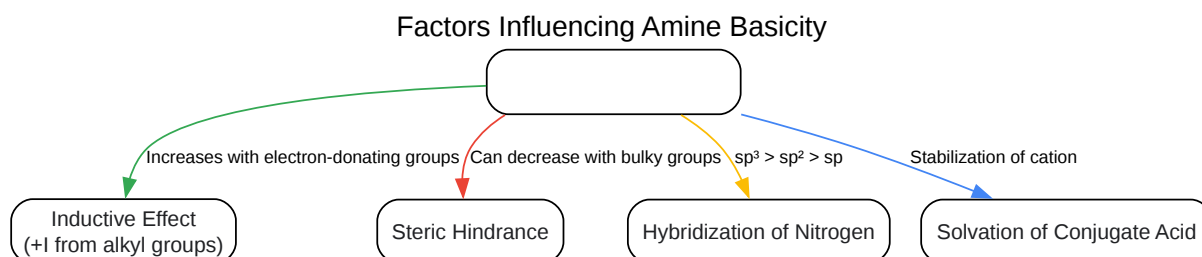 Factors Influencing Amine Basicity
Increases with electron-donating groups
Can decrease with bulky groups
sp³ > sp² > sp
Stabilization of cation
Inductive Effect
(+I from alkyl groups)
Steric Hindrance
Hybridization of Nitrogen
Solvation of Conjugate Acid